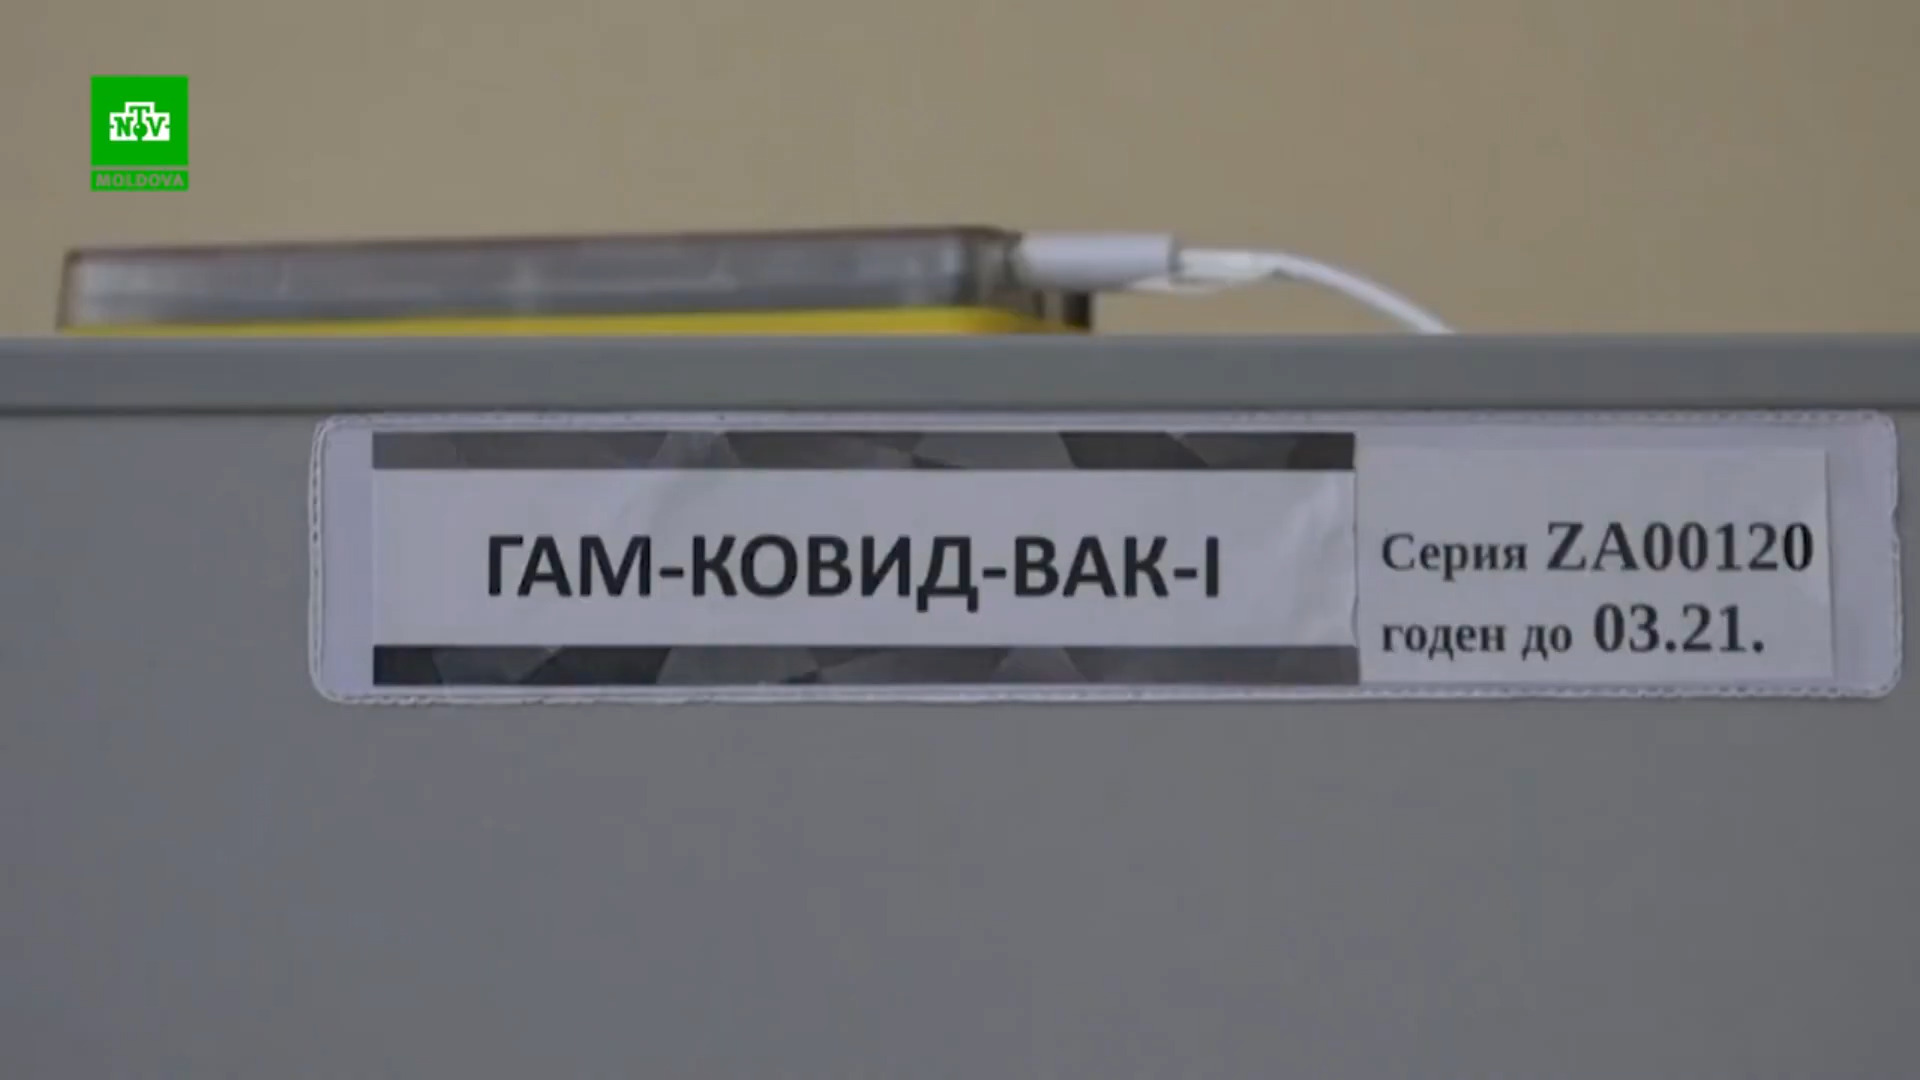 NTV
MOLDOVA
ГАМ-КОВИД-ВАК-I
Серия ZA00120
годен до 03.21.